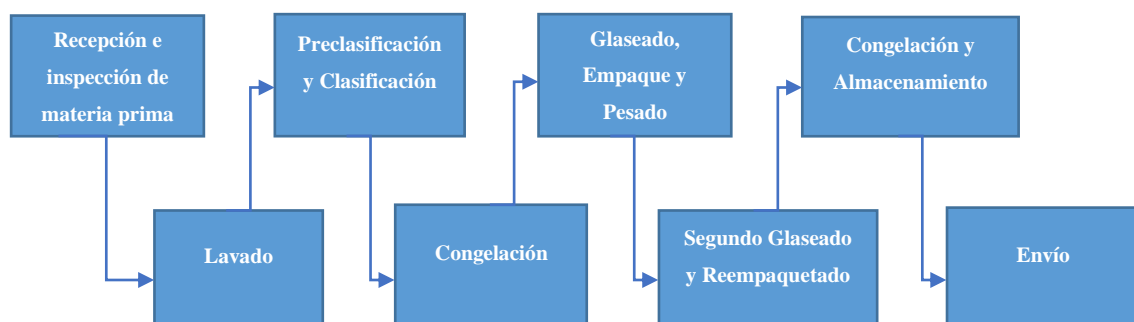 Recepción e
inspección de
materia prima
Lavado
Preclasificación
y Clasificación
Congelación
Glaseado,
Empaque y
Pesado
Segundo Glaseado
y Reempaquetado
Congelación y
Almacenamiento
Envío